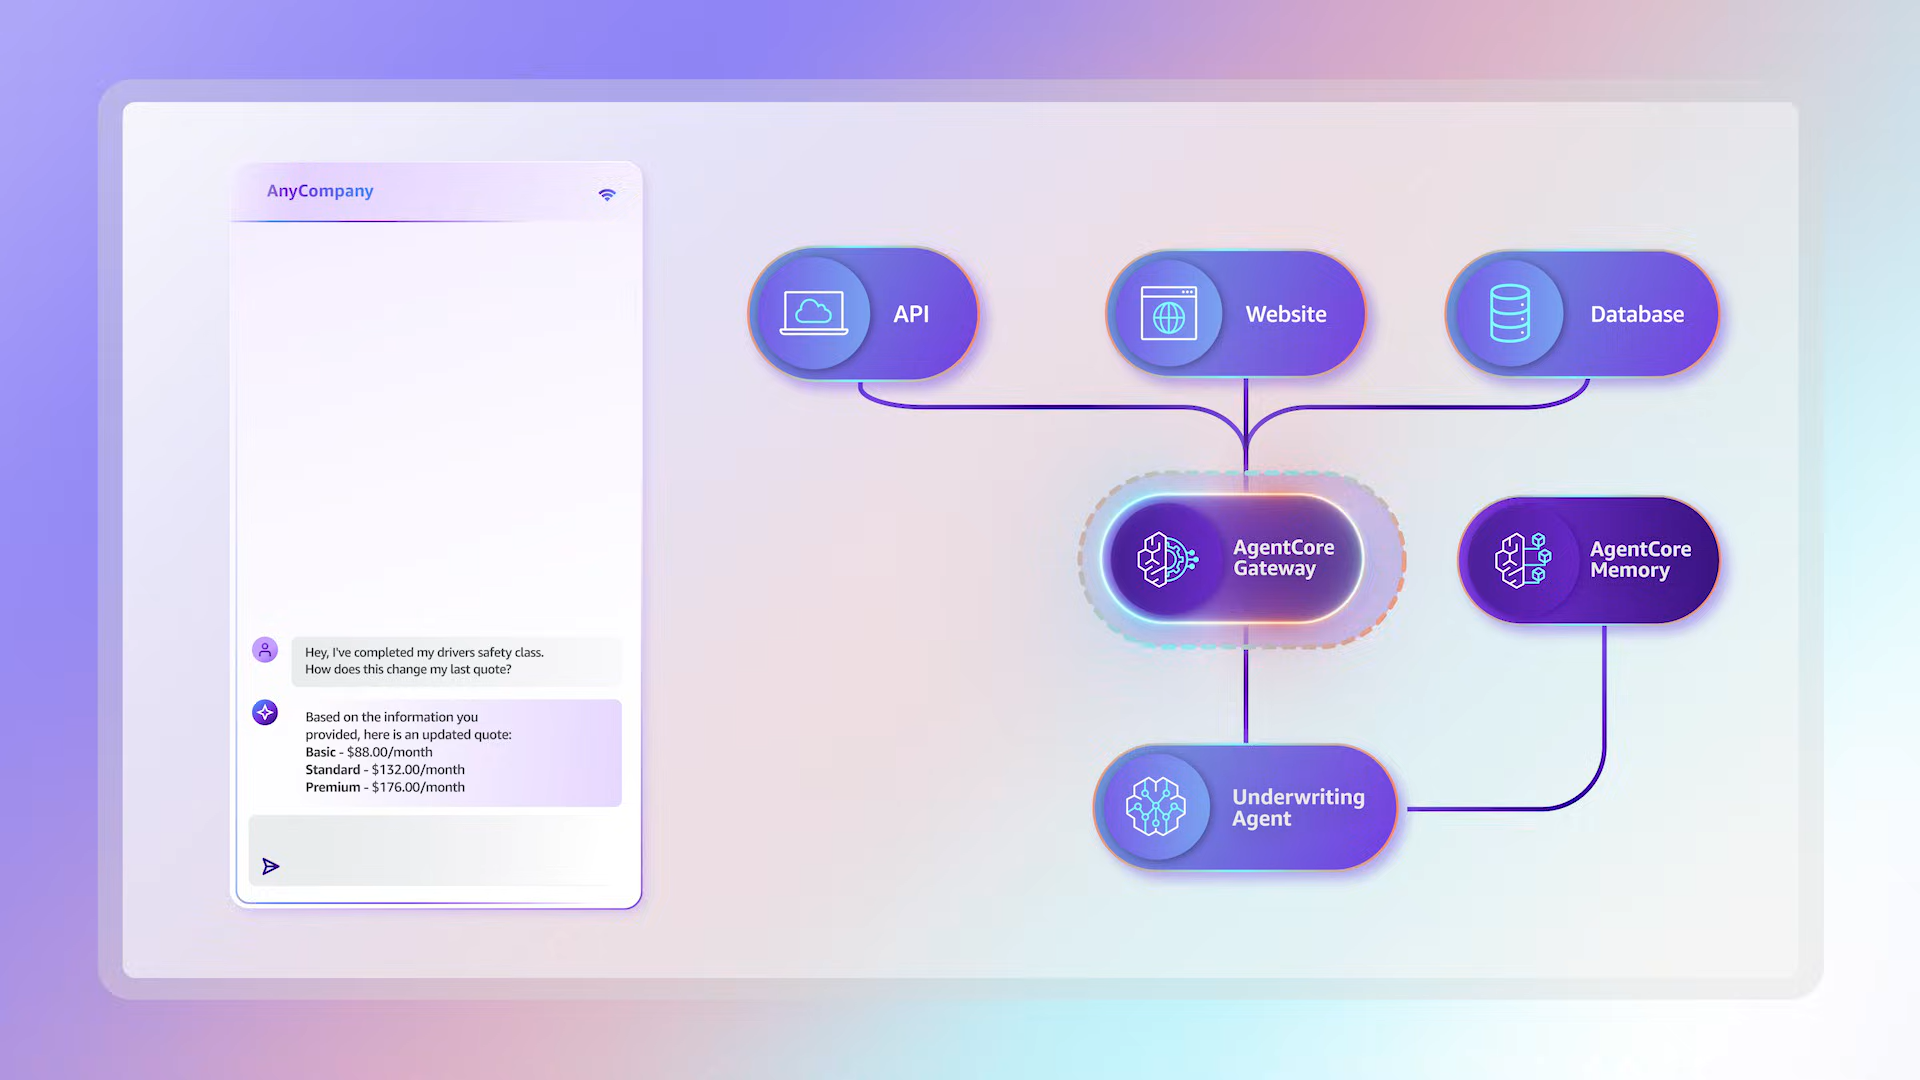 AnyCompany
Hey, I've completed my drivers safety class.
How does this change my last quote?
Based on the information you
provided, here is an updated quote:
Basic - $88.00/month
Standard - $132.00/month
Premium - $176.00/month
API
Website
Database
AgentCore
Gateway
AgentCore
Memory
Underwriting
Agent